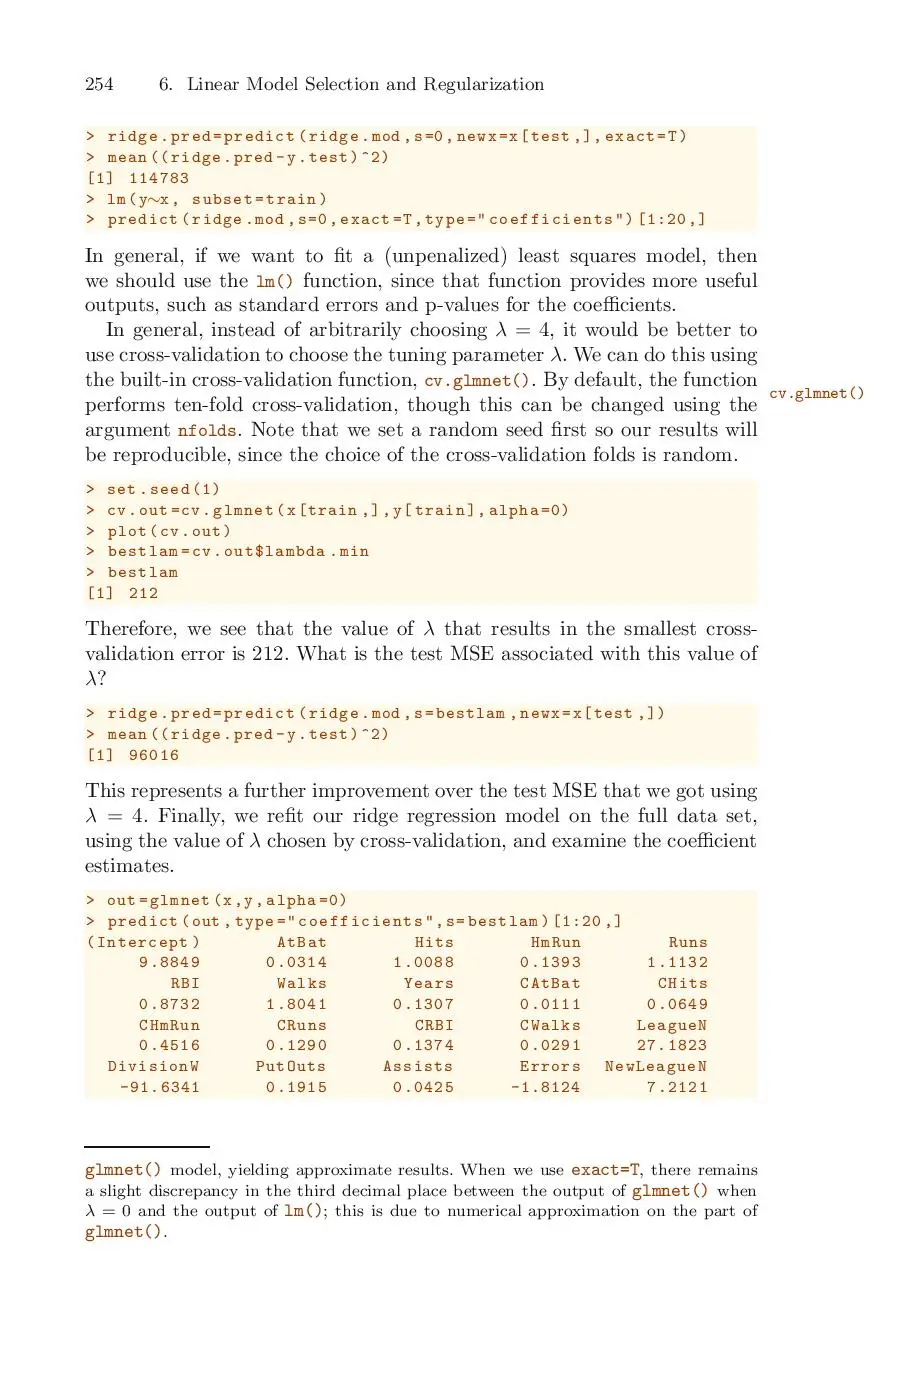 254 6. Linear Model Selection and Regularization
> ridge.pred=predict(ridge.mod,s=0,newx=x[test,],exact=T)
> mean((ridge.pred-y.test)^2)
[1] 114783
> lm(y~x, subset=train)
> predict(ridge.mod,s=0,exact=T,type="coefficients")[1:20,]
In general, if we want to fit a (unpenalized) least squares model, then
we should use the lm() function, since that function provides more useful
outputs, such as standard errors and p-values for the coefficients.
In general, instead of arbitrarily choosing λ = 4, it would be better to
use cross-validation to choose the tuning parameter λ. We can do this using
the built-in cross-validation function, cv.glmnet(). By default, the function
cv.glmnet()
performs ten-fold cross-validation, though this can be changed using the
argument nfolds. Note that we set a random seed first so our results will
be reproducible, since the choice of the cross-validation folds is random.
> set.seed(1)
> cv.out=cv.glmnet(x[train,],y[train],alpha=0)
> plot(cv.out)
> bestlam=cv.out$lambda.min
> bestlam
[1] 212
Therefore, we see that the value of λ that results in the smallest cross-
validation error is 212. What is the test MSE associated with this value of
λ?
> ridge.pred=predict(ridge.mod,s=bestlam,newx=x[test,])
> mean((ridge.pred-y.test)^2)
[1] 96016
This represents a further improvement over the test MSE that we got using
λ = 4. Finally, we refit our ridge regression model on the full data set,
using the value of λ chosen by cross-validation, and examine the coefficient
estimates.
> out=glmnet(x,y,alpha=0)
> predict(out,type="coefficients",s=bestlam)[1:20,]
(Intercept) AtBat Hits HmRun Runs
9.8849 0.0314 1.0088 0.1393 1.1132
RBI Walks Years CAtBat CHits
0.8732 1.8041 0.1307 0.0111 0.0649
CHmRun CRuns CRBI CWalks LeagueN
0.4516 0.1290 0.1374 0.0291 27.1823
DivisionW PutOuts Assists Errors NewLeagueN
-91.6341 0.1915 0.0425 -1.8124 7.2121
glmnet() model, yielding approximate results. When we use exact=T, there remains
a slight discrepancy in the third decimal place between the output of glmnet() when
λ = 0 and the output of lm(); this is due to numerical approximation on the part of
glmnet().